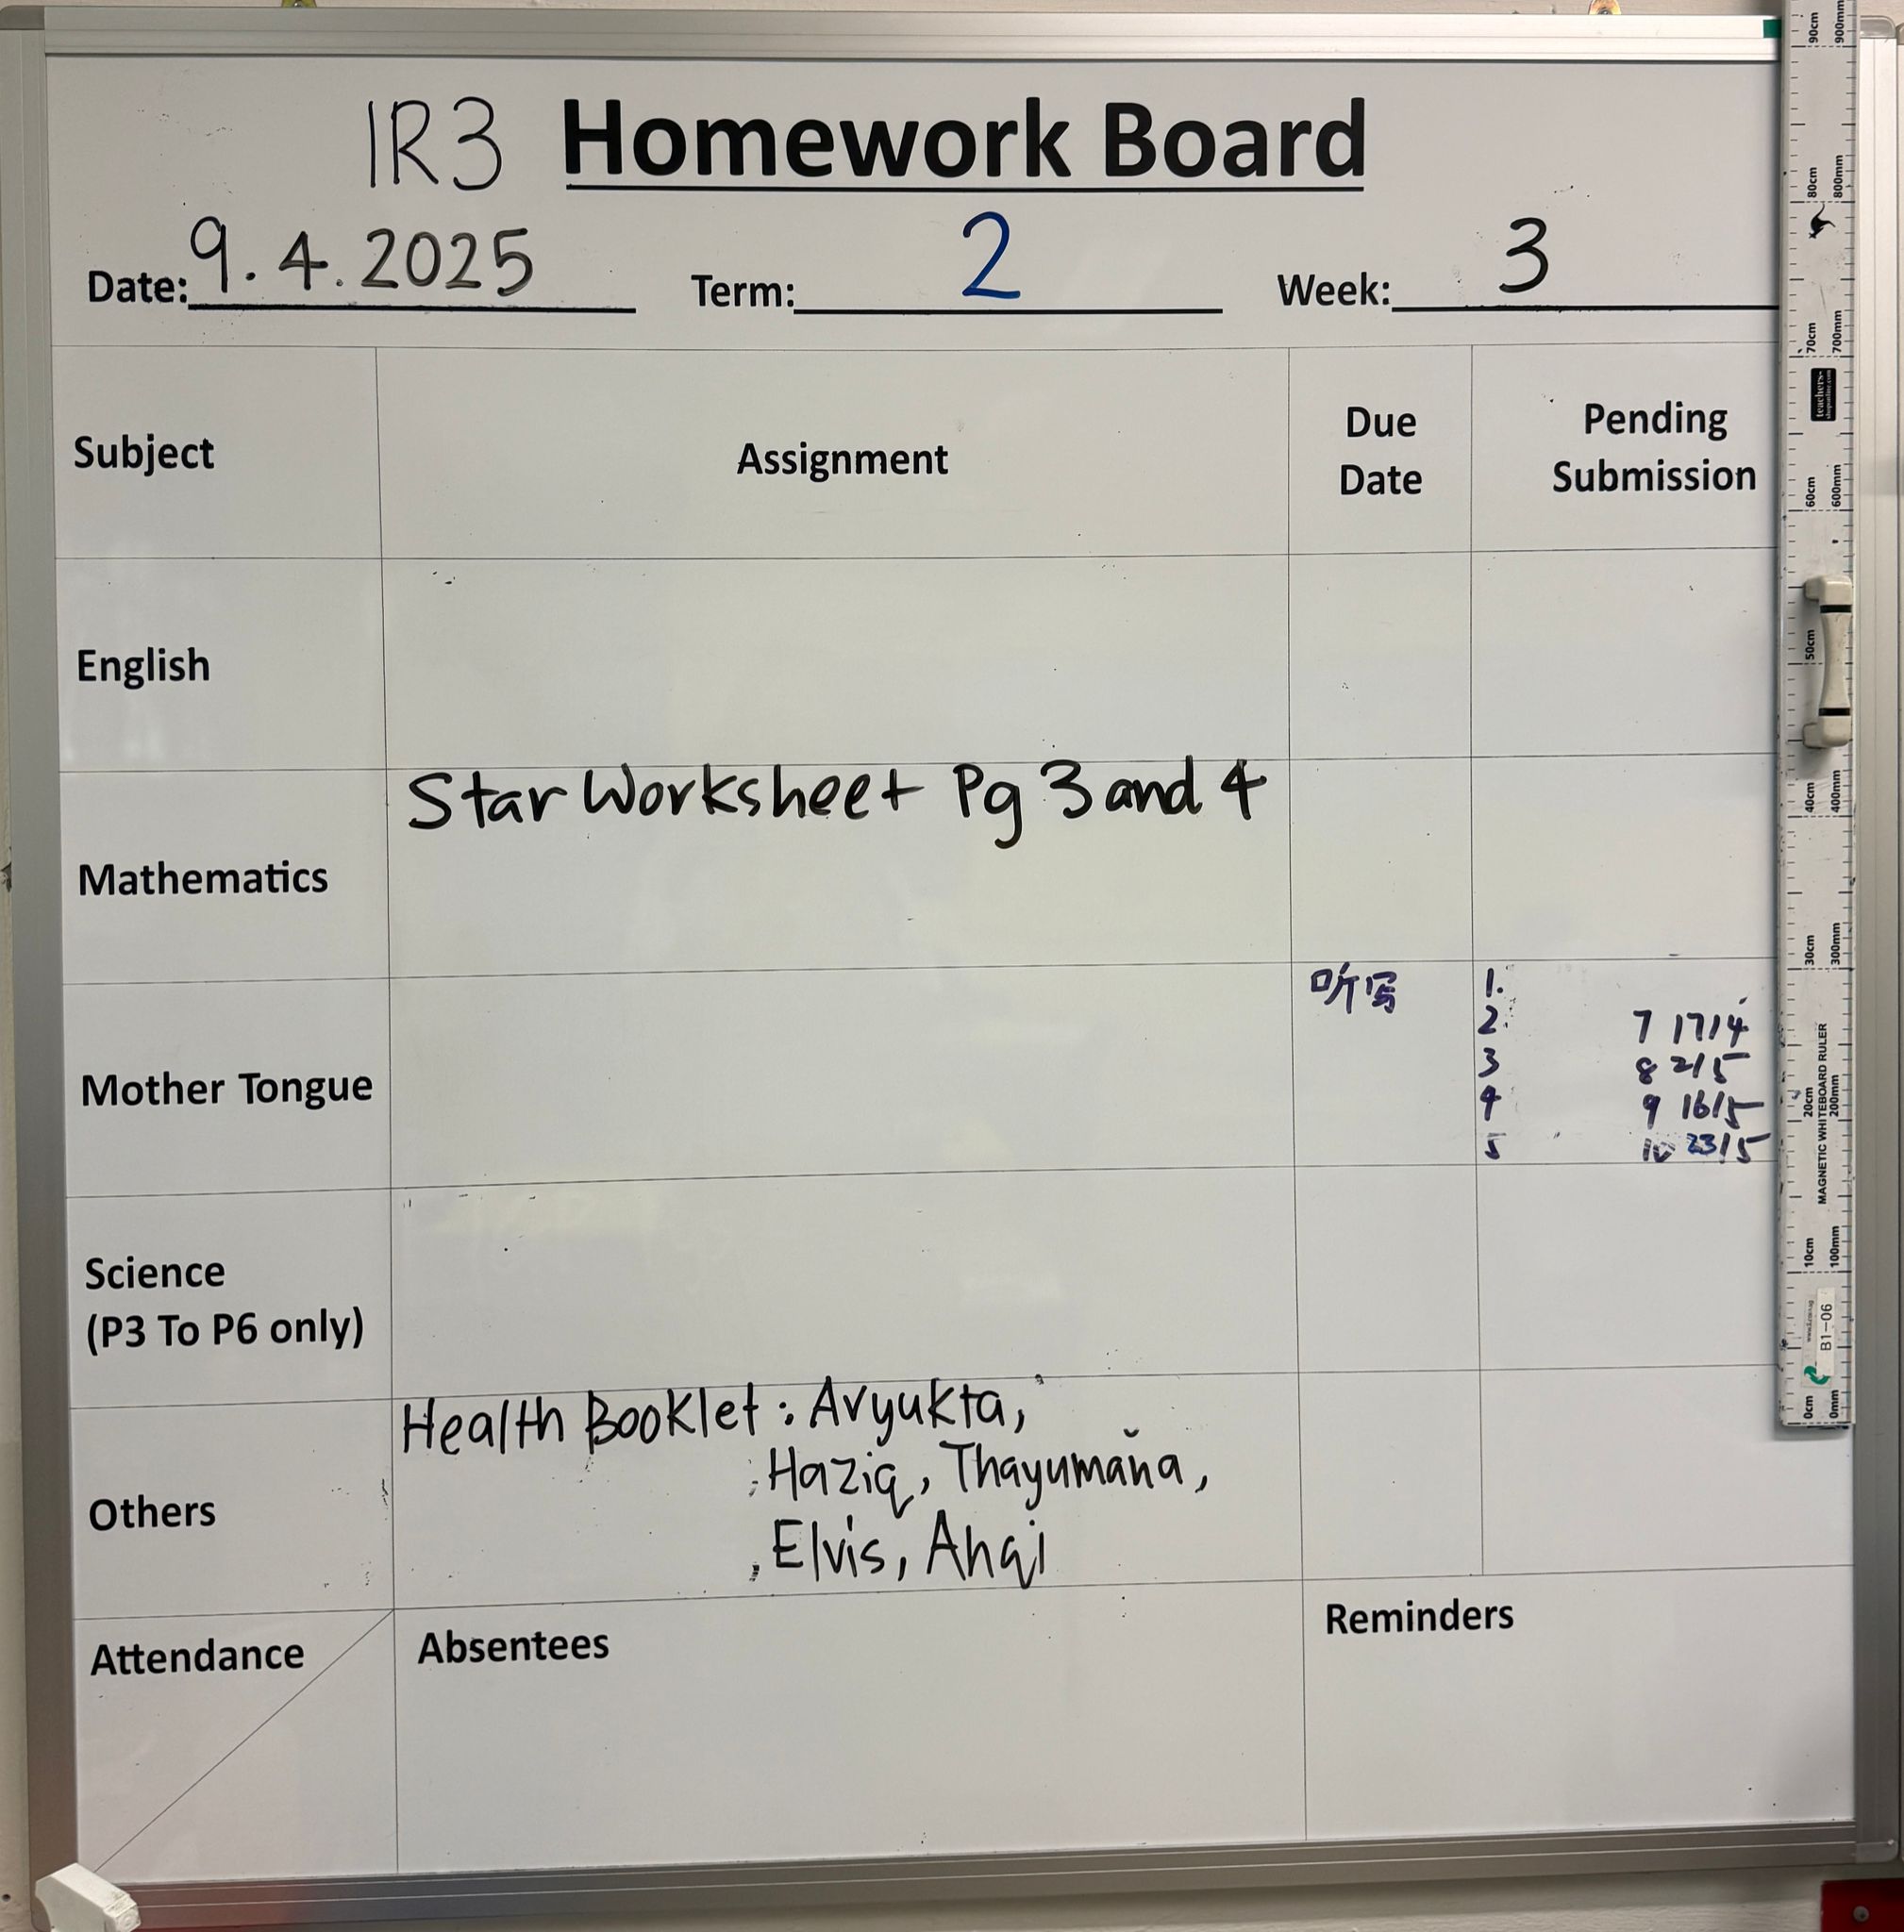 1R3 Homework Board
Date: 9.4.2025 Term: 2 Week: 3
Subject Assignment Due Date Pending Submission
English
Mathematics Star Worksheet Pg 3 and 4
Mother Tongue 听写
1.
2. 7 17/4
3 8 2/5
4 9 16/5
5 10 23/5
Science
(P3 To P6 only)
Others
Health Booklet : Avyukta,
Haziq, Thayumana,
, Elvis, Ahqi
Attendance Absentees Reminders
90cm 900mm
80cm 800mm
70cm 700mm
teachers-
60cm 600mm
50cm
40cm 400mm
30cm 300mm
20cm 200mm
MAGNETIC WHITEBOARD RULER
10cm 100mm
B1-06
0cm 0mm